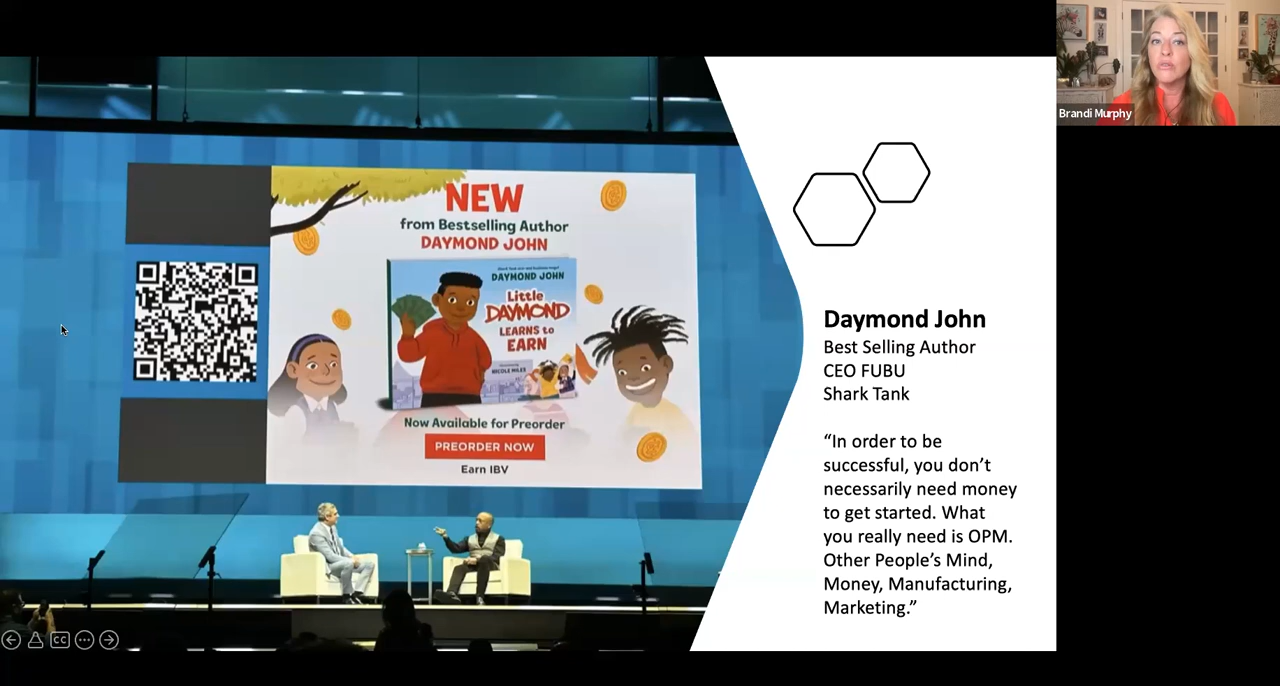 NEW
from Bestselling Author
DAYMOND JOHN
DAYMOND JOHN
Little
DAYMOND
LEARNS to
EARN
NICOLE MILES
Now Available for Preorder
PREORDER NOW
Earn IBV
Daymond John
Best Selling Author
CEO FUBU
Shark Tank
“In order to be
successful, you don’t
necessarily need money
to get started. What
you really need is OPM.
Other People’s Mind,
Money, Manufacturing,
Marketing.”
Brandi Murphy
CC